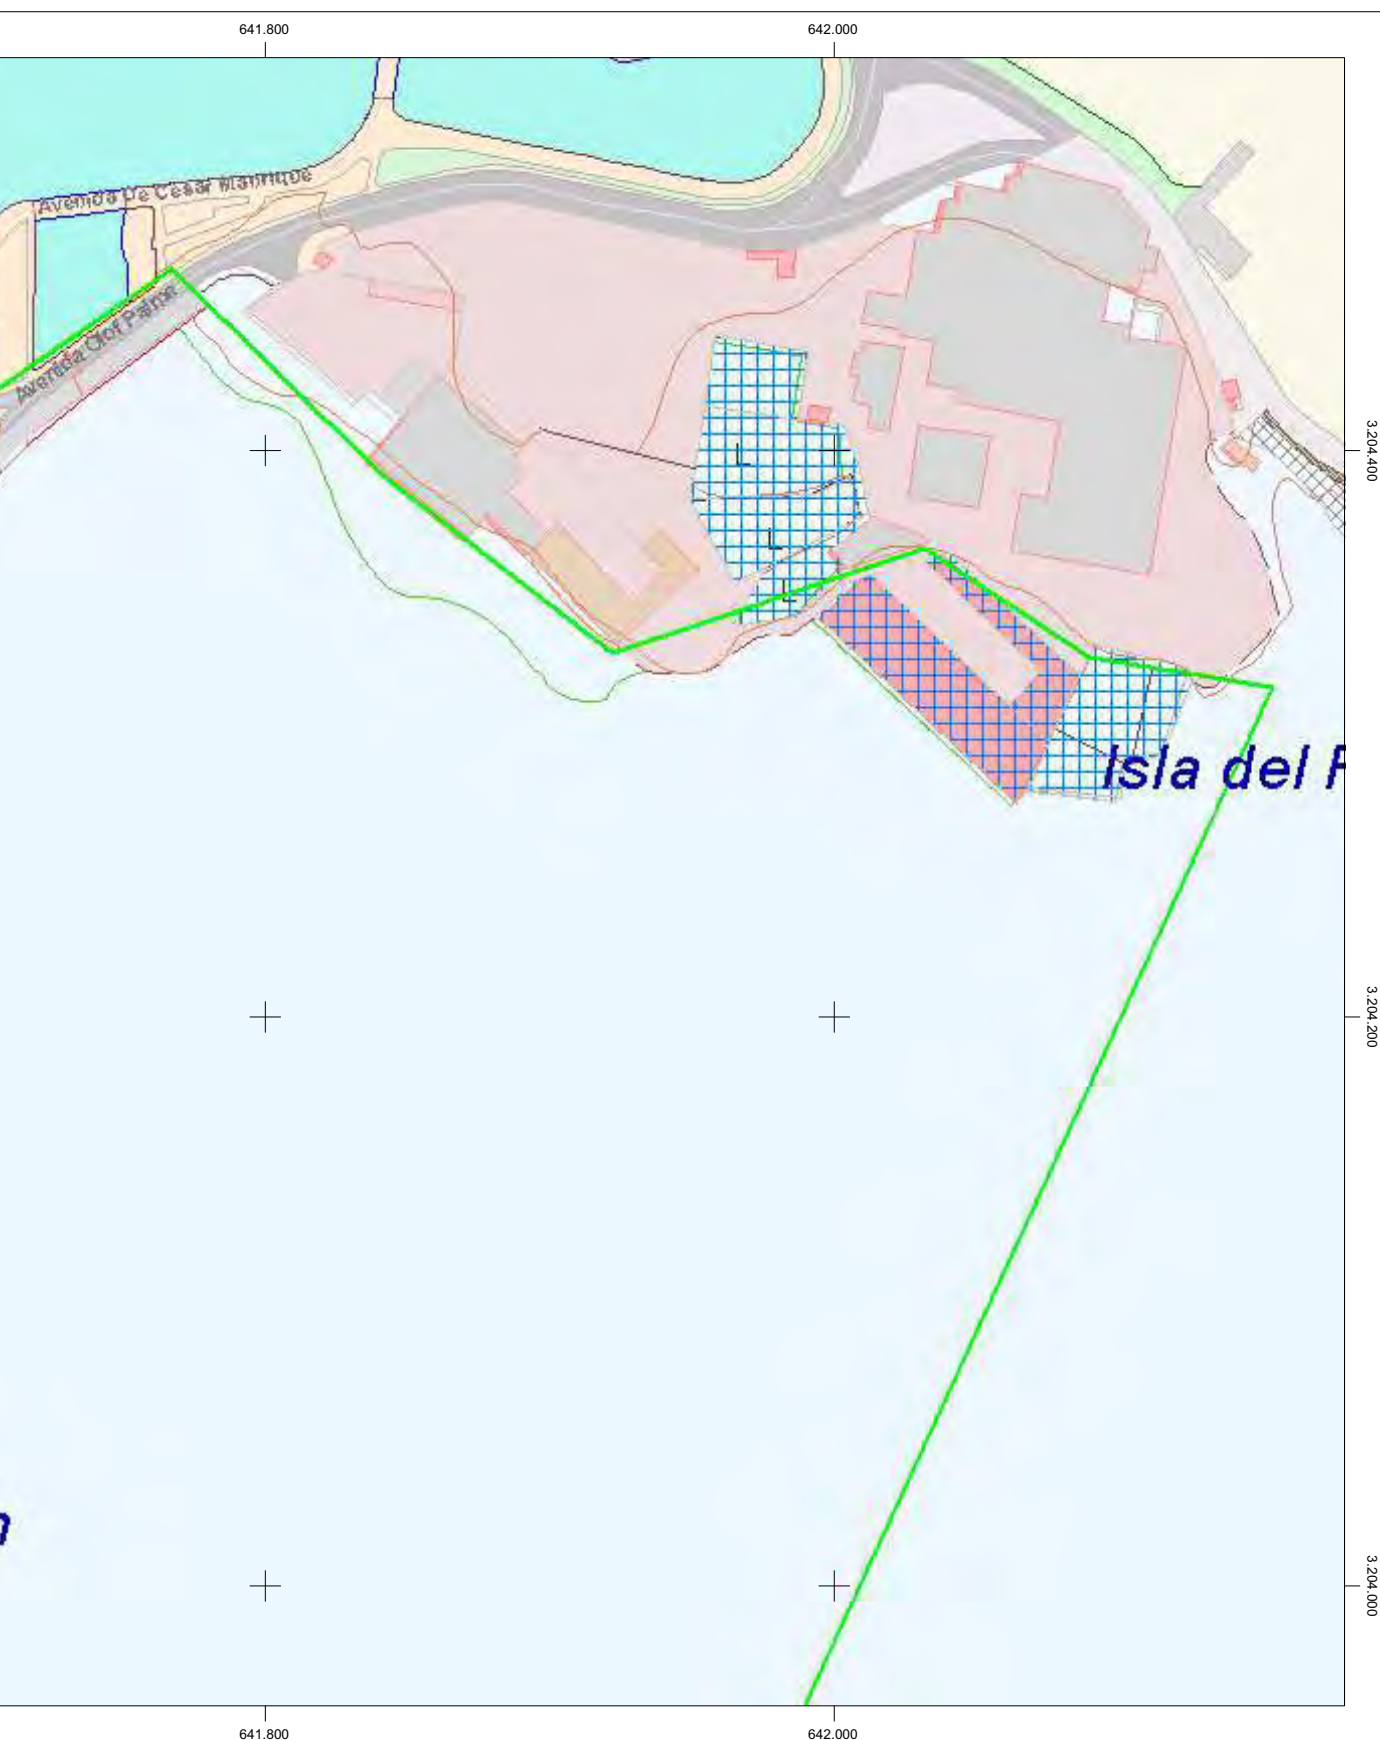 641.800
642.000
Avenida De César Manrique
Avenida Olof Palme
3.204.400
L
L
L
Isla del F
3.204.200
n
3.204.000
641.800
642.000